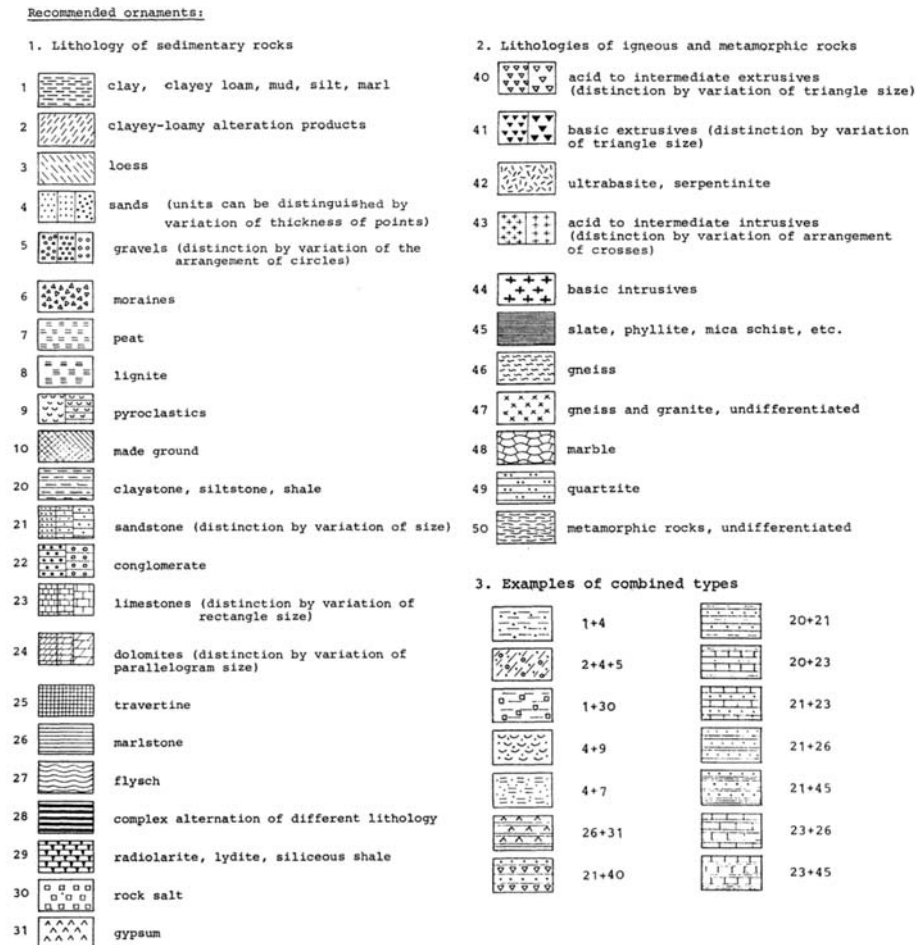 Recommended ornaments:
1. Lithology of sedimentary rocks
1 clay, clayey loam, mud, silt, marl
2 clayey-loamy alteration products
3 loess
4 sands (units can be distinguished by
variation of thickness of points)
5 gravels (distinction by variation of the
arrangement of circles)
6 moraines
7 peat
8 lignite
9 pyroclastics
10 made ground
20 claystone, siltstone, shale
21 sandstone (distinction by variation of size)
22 conglomerate
23 limestones (distinction by variation of
rectangle size)
24 dolomites (distinction by variation of
parallelogram size)
25 travertine
26 marlstone
27 flysch
28 complex alternation of different lithology
29 radiolarite, lydite, siliceous shale
30 rock salt
31 gypsum
2. Lithologies of igneous and metamorphic rocks
40 acid to intermediate extrusives
(distinction by variation of triangle size)
41 basic extrusives (distinction by variation
of triangle size)
42 ultrabasite, serpentinite
43 acid to intermediate intrusives
(distinction by variation of arrangement
of crosses)
44 basic intrusives
45 slate, phyllite, mica schist, etc.
46 gneiss
47 gneiss and granite, undifferentiated
48 marble
49 quartzite
50 metamorphic rocks, undifferentiated
3. Examples of combined types
1+4
2+4+5
1+30
4+9
4+7
26+31
21+40
20+21
20+23
21+23
21+26
21+45
23+26
23+45